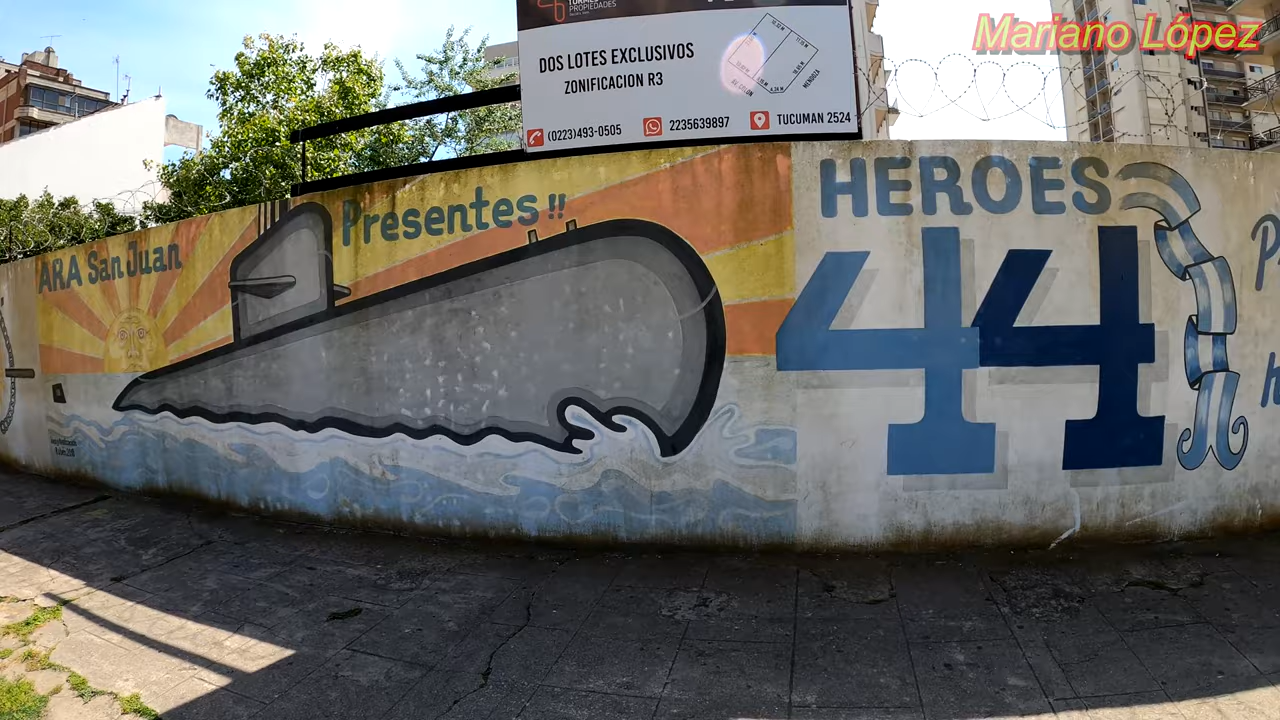 Mariano López
PROPIEDADES
DOS LOTES EXCLUSIVOS
ZONIFICACION R3
MENDOZA
(0223)493-0505
2235639897
TUCUMAN 2524
HEROES
44
Presentes !!
ARA San Juan